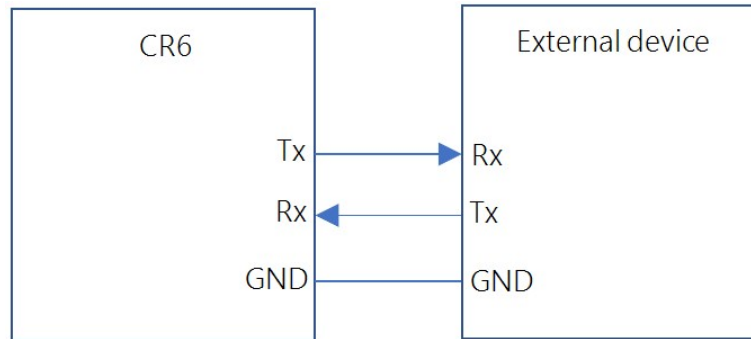 CR6
External device
Tx
Rx
Rx
Tx
GND
GND